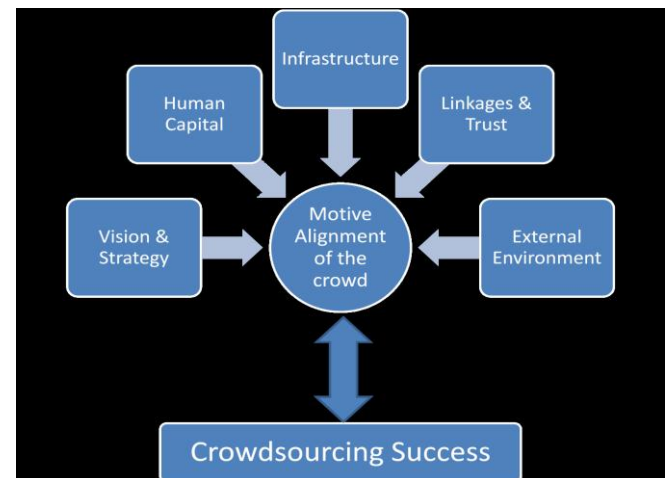 Infrastructure
Human
Capital
Linkages &
Trust
Vision &
Strategy
Motive
Alignment
of the
crowd
External
Environment
Crowdsourcing Success